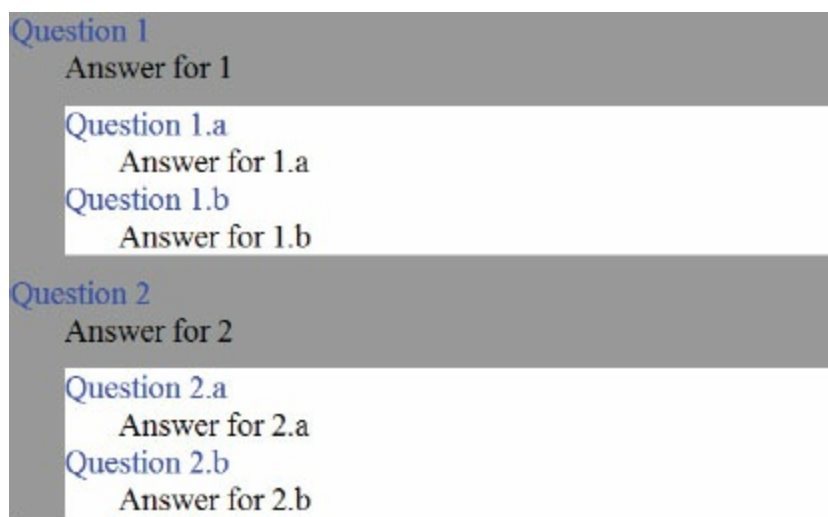 Question 1
Answer for 1
Question 1.a
Answer for 1.a
Question 1.b
Answer for 1.b
Question 2
Answer for 2
Question 2.a
Answer for 2.a
Question 2.b
Answer for 2.b